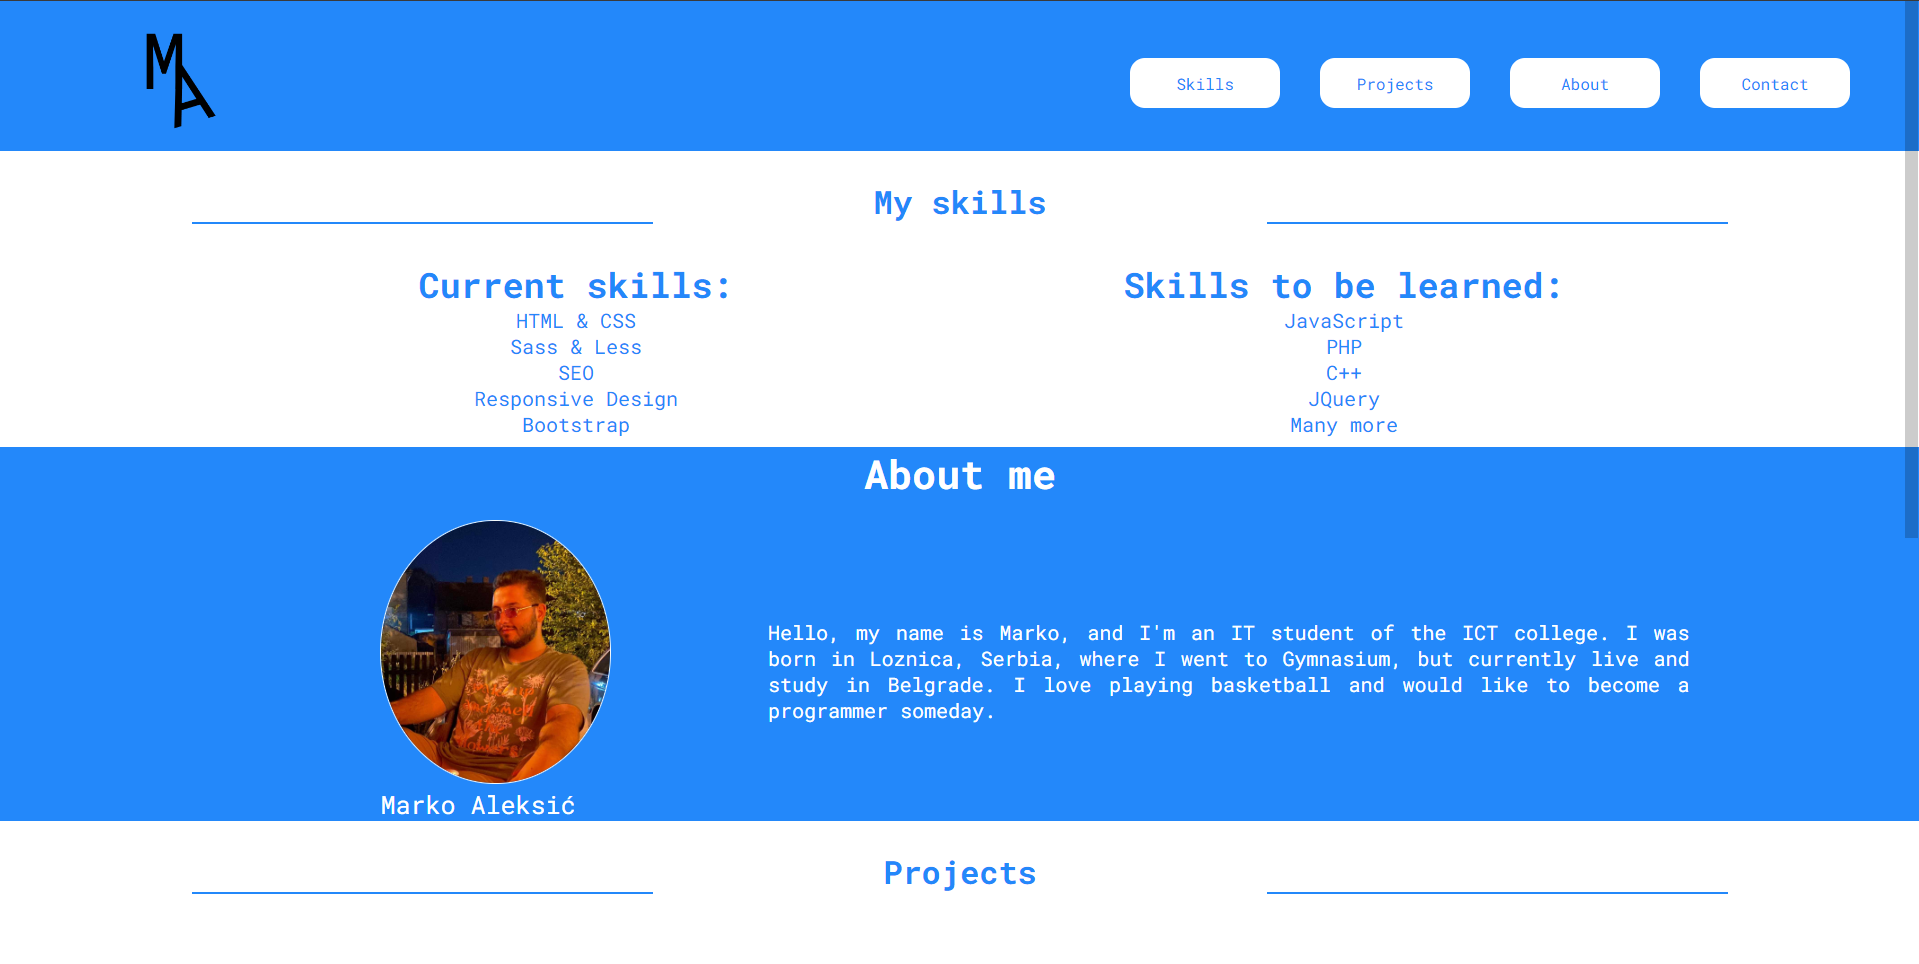 MA
Skills
Projects
About
Contact
My skills
Current skills:
HTML & CSS
Sass & Less
SEO
Responsive Design
Bootstrap
Skills to be learned:
JavaScript
PHP
C++
JQuery
Many more
About me
Hello, my name is Marko, and I'm an IT student of the ICT college. I was
born in Loznica, Serbia, where I went to Gymnasium, but currently live and
study in Belgrade. I love playing basketball and would like to become a
programmer someday.
Marko Aleksić
Projects